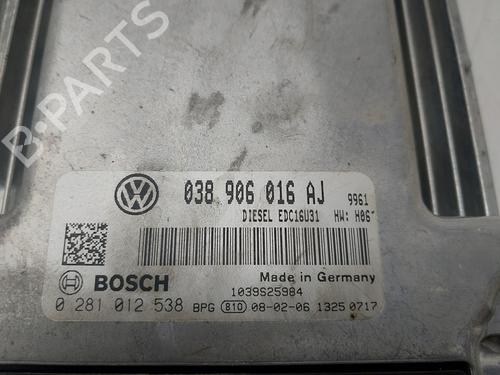 B-PARTS
038 906 016 AJ 9961
DIESEL EDC16U31 HW: H06
BOSCH
Made in Germany
1039S25984
0 281 012 538 BPG 810 08-02-06 1325 0717